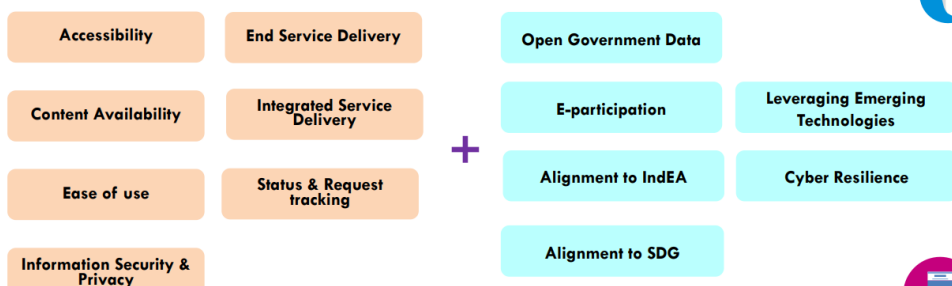 Accessibility
End Service Delivery
Open Government Data
Content Availability
Integrated Service
Delivery
E-participation
Leveraging Emerging
Technologies
+
Ease of use
Status & Request
tracking
Alignment to IndEA
Cyber Resilience
Information Security &
Privacy
Alignment to SDG